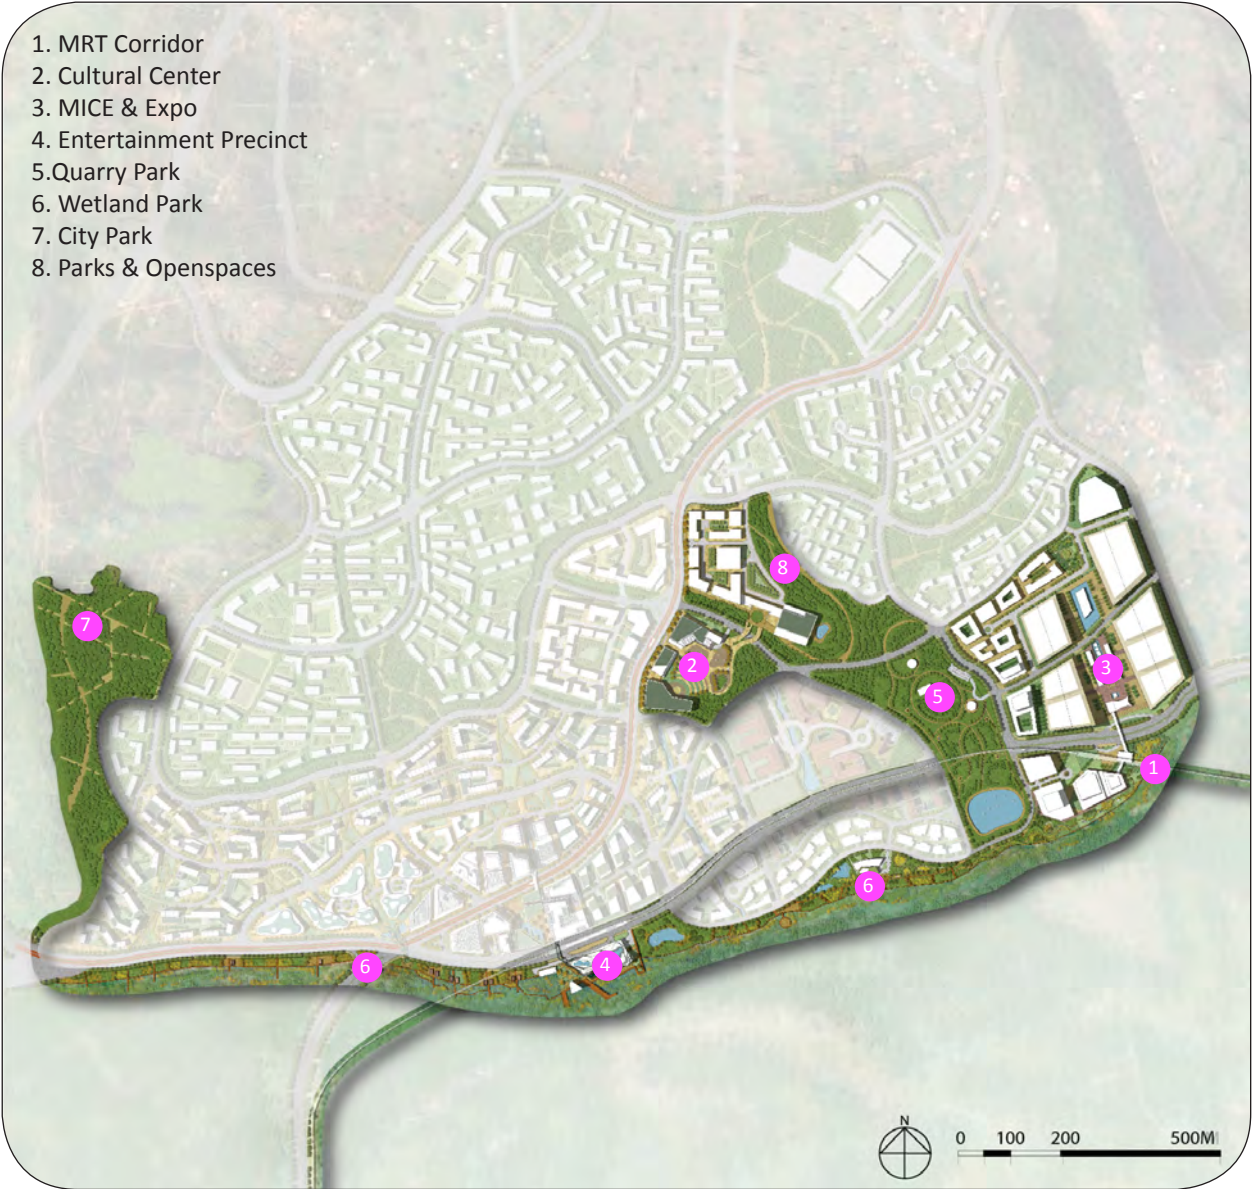 1. MRT Corridor
2. Cultural Center
3. MICE & Expo
4. Entertainment Precinct
5.Quarry Park
6. Wetland Park
7. City Park
8. Parks & Openspaces
8
7
2
3
5
1
6
4
6
N
0 100 200 500M